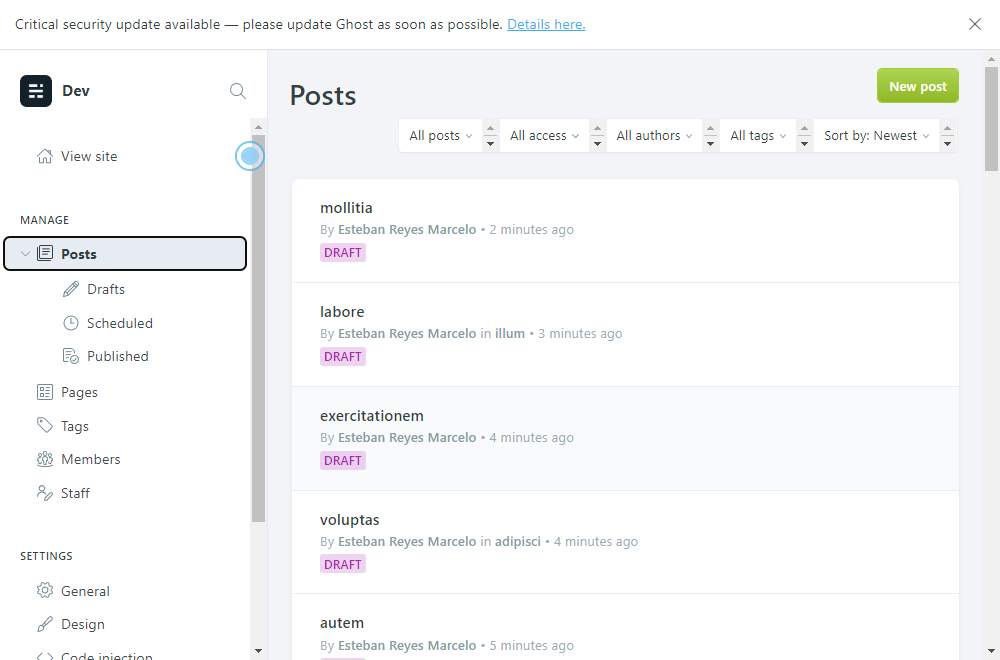 Critical security update available — please update Ghost as soon as possible. Details here.
Dev
View site
MANAGE
Posts
Drafts
Scheduled
Published
Pages
Tags
Members
Staff
SETTINGS
General
Design
Code injection
Posts
New post
All posts
All access
All authors
All tags
Sort by: Newest
mollitia
By Esteban Reyes Marcelo • 2 minutes ago
DRAFT
labore
By Esteban Reyes Marcelo in illum • 3 minutes ago
DRAFT
exercitationem
By Esteban Reyes Marcelo • 4 minutes ago
DRAFT
voluptas
By Esteban Reyes Marcelo in adipisci • 4 minutes ago
DRAFT
autem
By Esteban Reyes Marcelo • 5 minutes ago